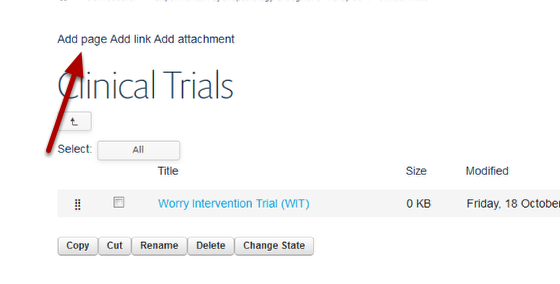 Add page Add link Add attachment
Clinical Trials
Select: All
Title Size Modified
Worry Intervention Trial (WIT) 0 KB Friday, 18 October
Copy Cut Rename Delete Change State